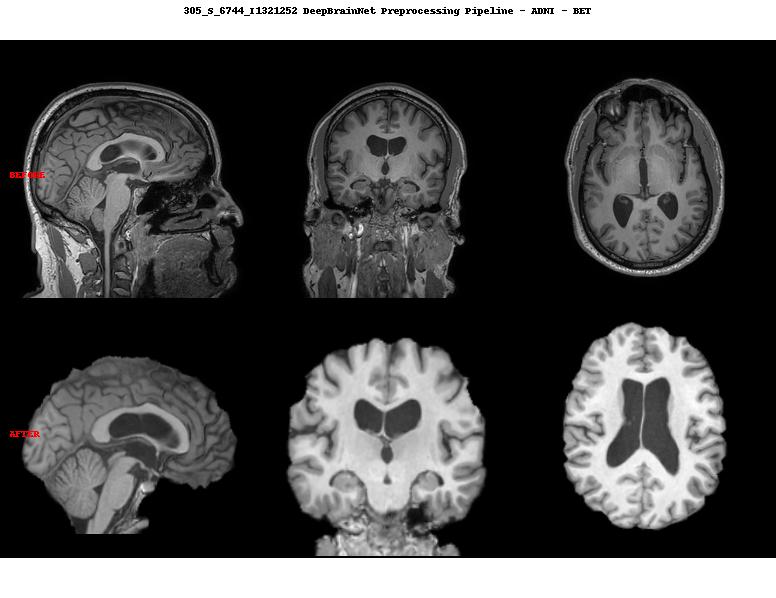 305_S_6744_I1321252 DeepBrainNet Preprocessing Pipeline - ADNI - BET
BEFORE
AFTER